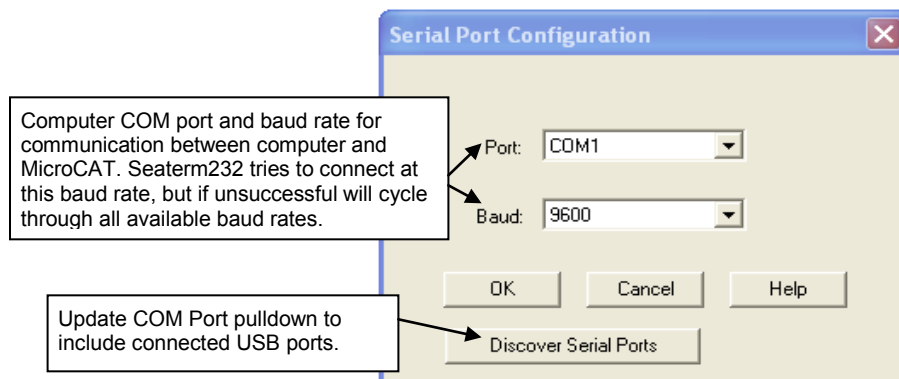 Serial Port Configuration
Computer COM port and baud rate for
communication between computer and
MicroCAT. Seaterm232 tries to connect at
this baud rate, but if unsuccessful will cycle
through all available baud rates.
Port: COM1
Baud: 9600
OK Cancel Help
Update COM Port pulldown to
include connected USB ports.
Discover Serial Ports